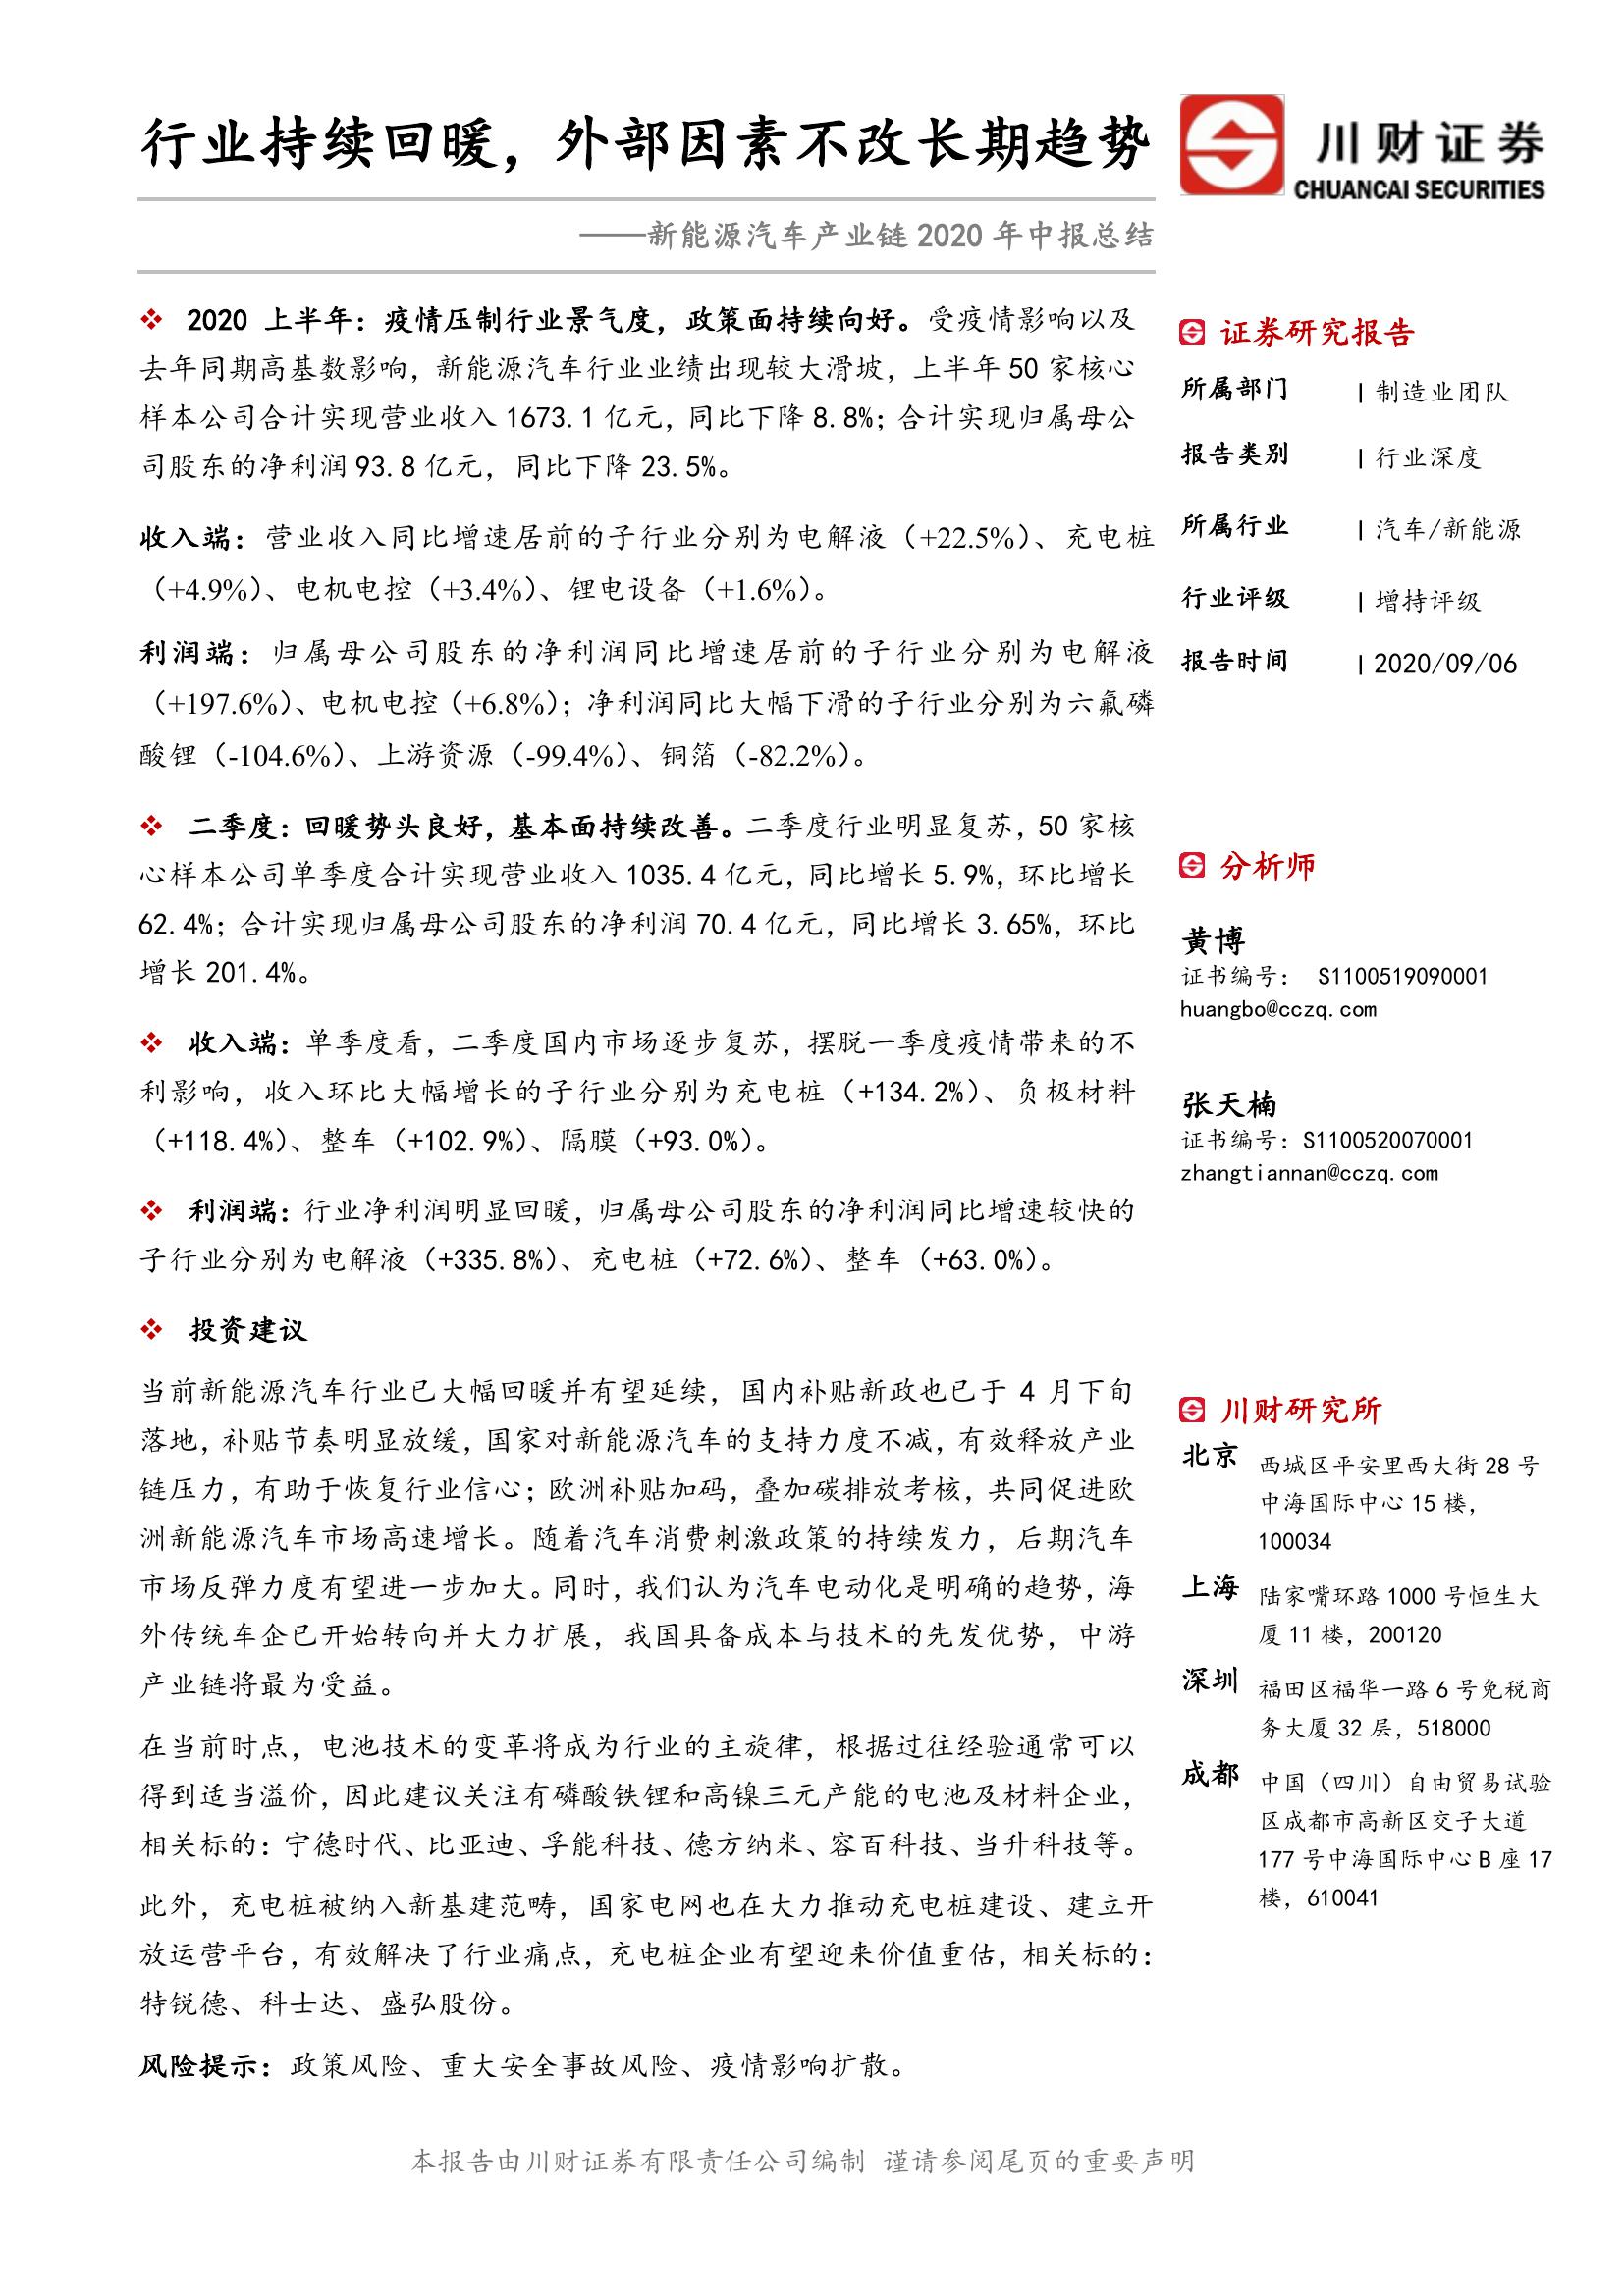 行业持续回暖，外部因素不改长期趋势
——新能源汽车产业链 2020 年中报总结
川财证券
CHUANCAI SECURITIES
❖ 2020 上半年：疫情压制行业景气度，政策面持续向好。受疫情影响以及
去年同期高基数影响，新能源汽车行业业绩出现较大滑坡，上半年 50 家核心
样本公司合计实现营业收入 1673.1 亿元，同比下降 8.8%；合计实现归属母公
司股东的净利润 93.8 亿元，同比下降 23.5%。
收入端：营业收入同比增速居前的子行业分别为电解液（+22.5%）、充电桩
（+4.9%）、电机电控（+3.4%）、锂电设备（+1.6%）。
利润端：归属母公司股东的净利润同比增速居前的子行业分别为电解液
（+197.6%）、电机电控（+6.8%）；净利润同比大幅下滑的子行业分别为六氟磷
酸锂（-104.6%）、上游资源（-99.4%）、铜箔（-82.2%）。
❖ 二季度：回暖势头良好，基本面持续改善。二季度行业明显复苏，50 家核
心样本公司单季度合计实现营业收入 1035.4 亿元，同比增长 5.9%，环比增长
62.4%；合计实现归属母公司股东的净利润 70.4 亿元，同比增长 3.65%，环比
增长 201.4%。
❖ 收入端：单季度看，二季度国内市场逐步复苏，摆脱一季度疫情带来的不
利影响，收入环比大幅增长的子行业分别为充电桩（+134.2%）、负极材料
（+118.4%）、整车（+102.9%）、隔膜（+93.0%）。
❖ 利润端：行业净利润明显回暖，归属母公司股东的净利润同比增速较快的
子行业分别为电解液（+335.8%）、充电桩（+72.6%）、整车（+63.0%）。
❖ 投资建议
当前新能源汽车行业已大幅回暖并有望延续，国内补贴新政也已于 4 月下旬
落地，补贴节奏明显放缓，国家对新能源汽车的支持力度不减，有效释放产业
链压力，有助于恢复行业信心；欧洲补贴加码，叠加碳排放考核，共同促进欧
洲新能源汽车市场高速增长。随着汽车消费刺激政策的持续发力，后期汽车
市场反弹力度有望进一步加大。同时，我们认为汽车电动化是明确的趋势，海
外传统车企已开始转向并大力扩展，我国具备成本与技术的先发优势，中游
产业链将最为受益。
在当前时点，电池技术的变革将成为行业的主旋律，根据过往经验通常可以
得到适当溢价，因此建议关注有磷酸铁锂和高镍三元产能的电池及材料企业，
相关标的：宁德时代、比亚迪、孚能科技、德方纳米、容百科技、当升科技等。
此外，充电桩被纳入新基建范畴，国家电网也在大力推动充电桩建设、建立开
放运营平台，有效解决了行业痛点，充电桩企业有望迎来价值重估，相关标的：
特锐德、科士达、盛弘股份。
风险提示：政策风险、重大安全事故风险、疫情影响扩散。
证券研究报告
所属部门 | 制造业团队
报告类别 | 行业深度
所属行业 | 汽车/新能源
行业评级 | 增持评级
报告时间 | 2020/09/06
分析师
黄博
证书编号： S1100519090001
huangbo@cczq.com
张天楠
证书编号：S1100520070001
zhangtiannan@cczq.com
川财研究所
北京 西城区平安里西大街 28 号
中海国际中心 15 楼，
100034
上海 陆家嘴环路 1000 号恒生大
厦 11 楼，200120
深圳 福田区福华一路 6 号免税商
务大厦 32 层，518000
成都 中国（四川）自由贸易试验
区成都市高新区交子大道
177 号中海国际中心 B 座 17
楼，610041
本报告由川财证券有限责任公司编制 谨请参阅尾页的重要声明